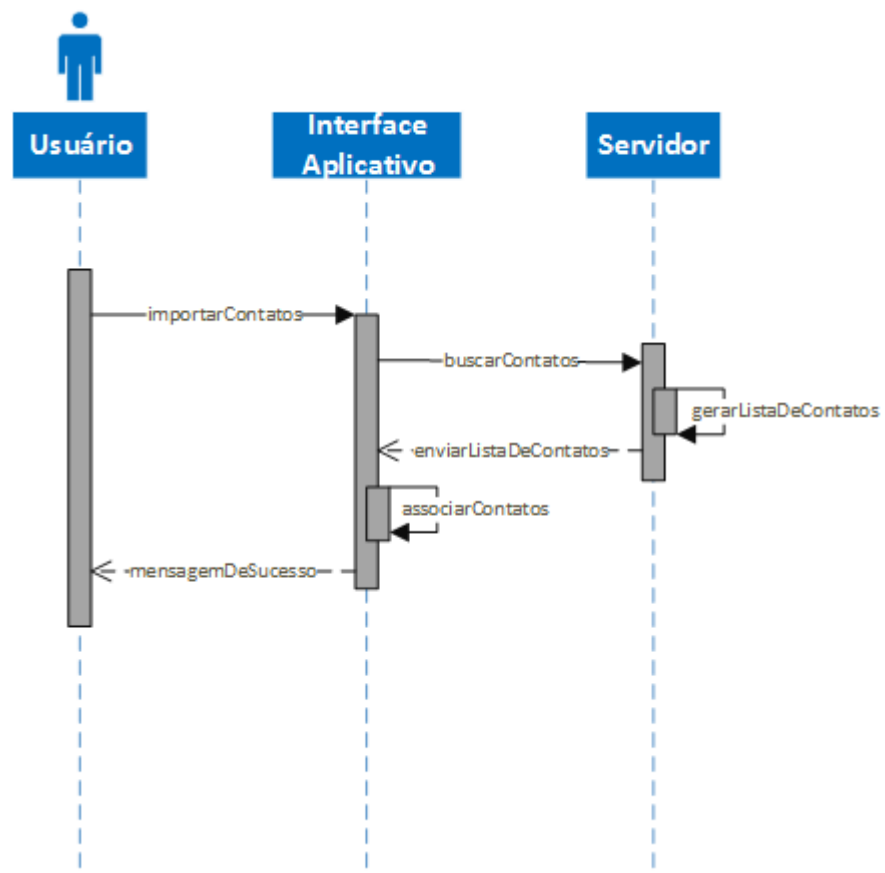 Usuário
Interface
Aplicativo
Servidor
importarContatos
buscarContatos
gerarListaDeContatos
enviarListaDeContatos
associarContatos
mensagemDeSucesso